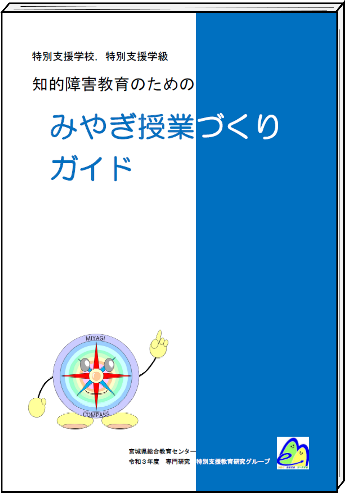 特別支援学校，特別支援学級
知的障害教育のための
みやぎ授業づくり
ガイド
MIYAGI
COMPASS
宮城県総合教育センター
令和３年度　専門研究　特別支援教育研究グループ